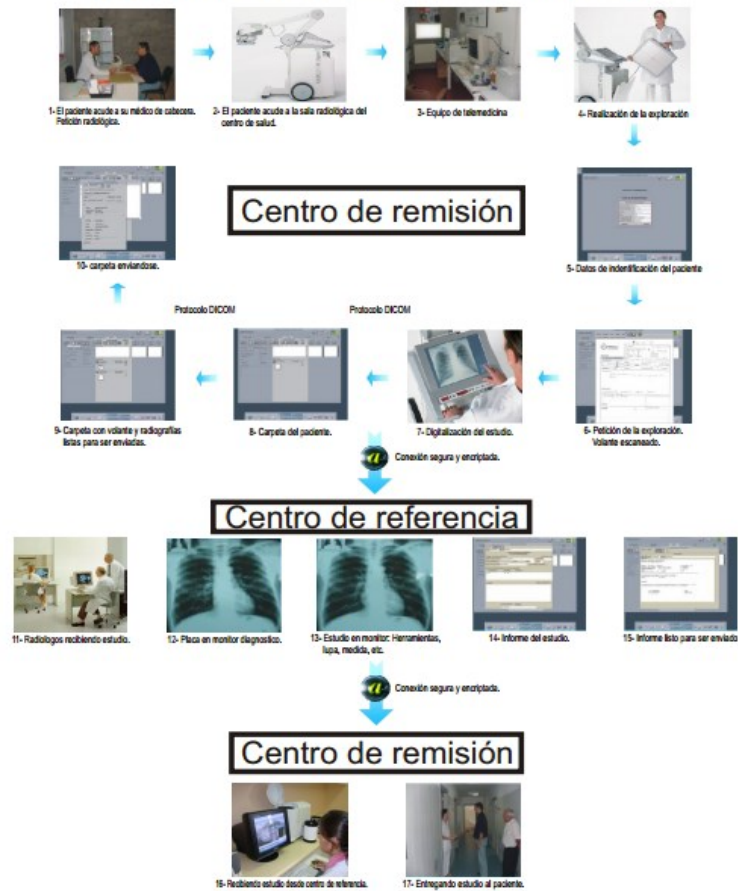 1- El paciente acude a su médico de cabecera.
Petición radiológica.
2- El paciente acude a la sala radiológica del
centro de salud.
3- Equipo de telemedicina
4- Realización de la exploración
Centro de remisión
5- Datos de indentificación del paciente
6- Petición de la exploración.
Volante escaneado.
7- Digitalización del estudio.
8- Carpeta del paciente.
9- Carpeta con volante y radiografías
listas para ser enviadas.
10- carpeta enviandose.
Protocolo DICOM
Protocolo DICOM
a
Conexión segura y encriptada.
Centro de referencia
11- Radiologos recibiendo estudio.
12- Placa en monitor diagnostico.
13- Estudio en monitor: Herramientas,
lupa, medida, etc.
14- Informe del estudio.
15- Informe listo para ser enviado
a
Conexión segura y encriptada.
Centro de remisión
16- Recibiendo estudio desde centro de referencia.
17- Entregando estudio al paciente.